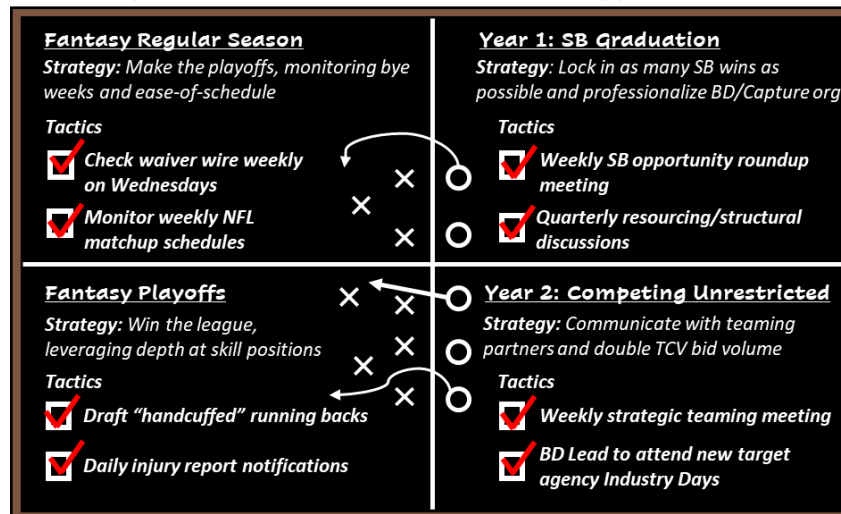 Fantasy Regular Season
Strategy: Make the playoffs, monitoring bye
weeks and ease-of-schedule
Tactics
Check waiver wire weekly
on Wednesdays
Monitor weekly NFL
matchup schedules
Year 1: SB Graduation
Strategy: Lock in as many SB wins as
possible and professionalize BD/Capture org
Tactics
Weekly SB opportunity roundup
meeting
Quarterly resourcing/structural
discussions
Fantasy Playoffs
Strategy: Win the league,
leveraging depth at skill positions
Tactics
Draft “handcuffed” running backs
Daily injury report notifications
Year 2: Competing Unrestricted
Strategy: Communicate with teaming
partners and double TCV bid volume
Tactics
Weekly strategic teaming meeting
BD Lead to attend new target
agency Industry Days